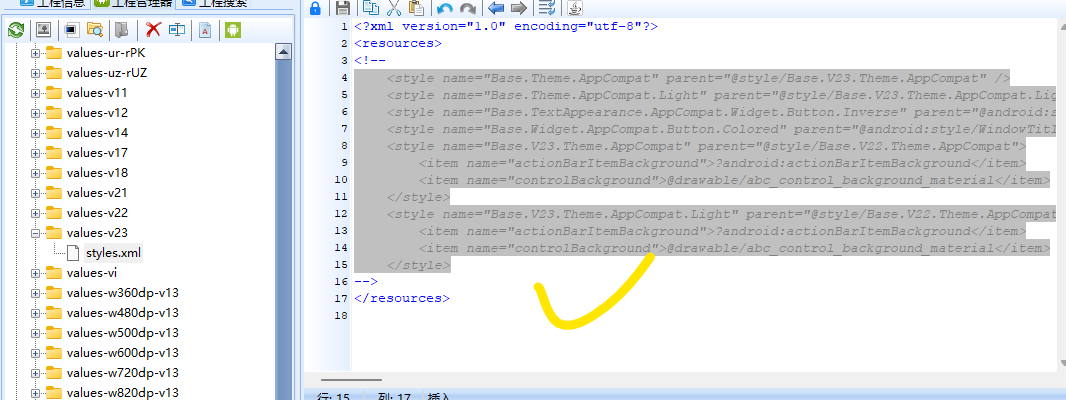 工程信息 工程管理器 工程搜索
values-ur-rPK
values-uz-rUZ
values-v11
values-v12
values-v14
values-v17
values-v18
values-v21
values-v22
values-v23
styles.xml
values-vi
values-w360dp-v13
values-w480dp-v13
values-w500dp-v13
values-w600dp-v13
values-w720dp-v13
values-w820dp-v13
1 <?xml version="1.0" encoding="utf-8"?>
2 <resources>
3 <!--
4 <style name="Base.Theme.AppCompat" parent="@style/Base.V23.Theme.AppCompat" />
5 <style name="Base.Theme.AppCompat.Light" parent="@style/Base.V23.Theme.AppCompat.Lig
6 <style name="Base.TextAppearance.AppCompat.Widget.Button.Inverse" parent="@android:s
7 <style name="Base.Widget.AppCompat.Button.Colored" parent="@android:style/WindowTitl
8 <style name="Base.V23.Theme.AppCompat" parent="@style/Base.V22.Theme.AppCompat">
9 <item name="actionBarItemBackground">?android:actionBarItemBackground</item>
10 <item name="controlBackground">@drawable/abc_control_background_material</item>
11 </style>
12 <style name="Base.V23.Theme.AppCompat.Light" parent="@style/Base.V22.Theme.AppCompat
13 <item name="actionBarItemBackground">?android:actionBarItemBackground</item>
14 <item name="controlBackground">@drawable/abc_control_background_material</item>
15 </style>
16 -->
17 </resources>
18
行: 15 列: 17 插入